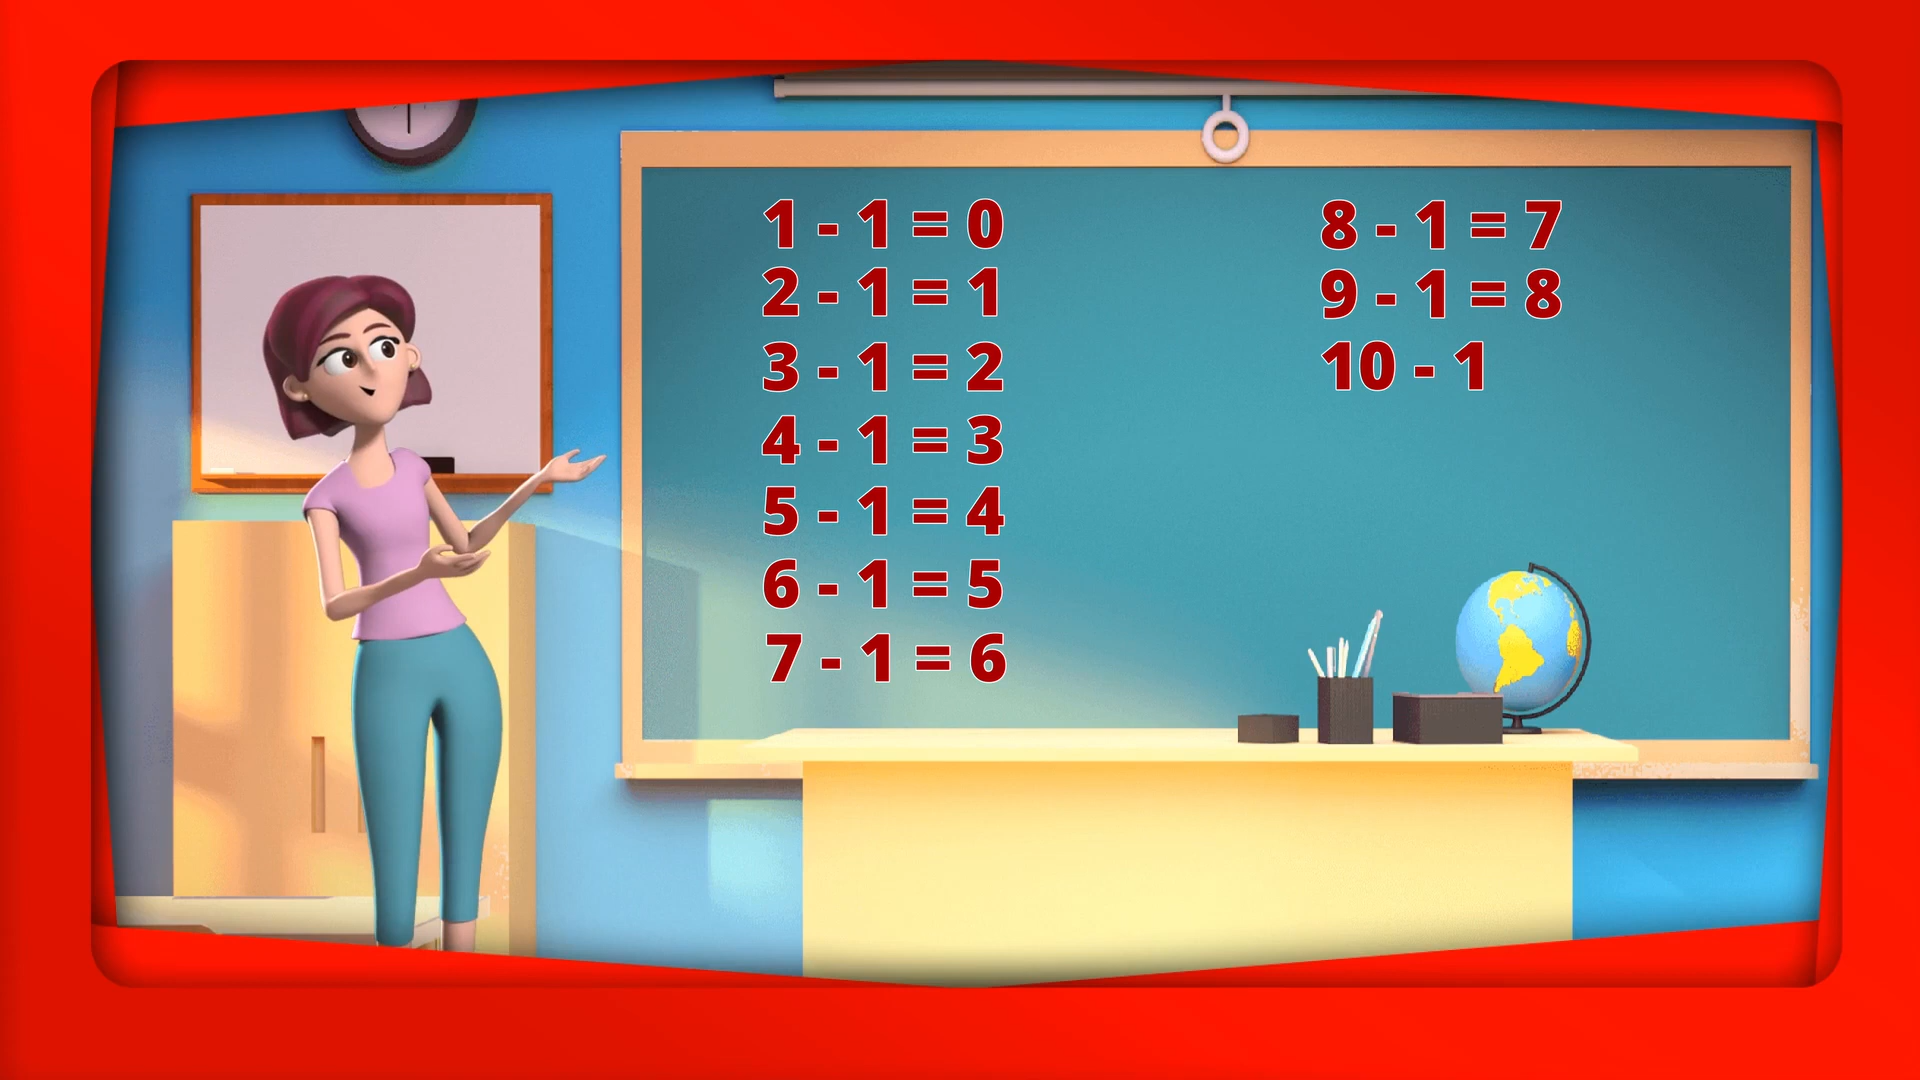 1 - 1 = 0
2 - 1 = 1
3 - 1 = 2
4 - 1 = 3
5 - 1 = 4
6 - 1 = 5
7 - 1 = 6
8 - 1 = 7
9 - 1 = 8
10 - 1